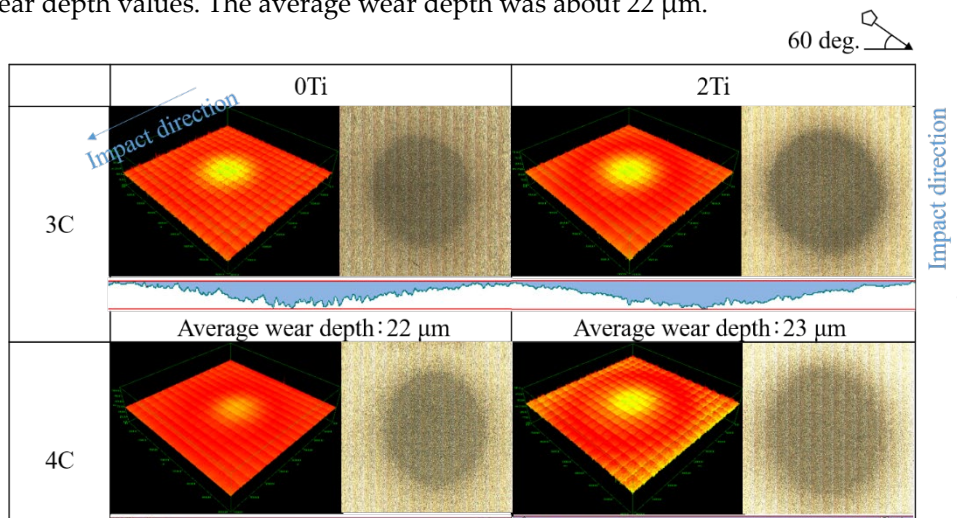 ear depth values. The average wear depth was about 22 μm.
60 deg.
0Ti
2Ti
Impact direction
3C
Impact direction
Average wear depth:22 μm
Average wear depth:23 μm
4C